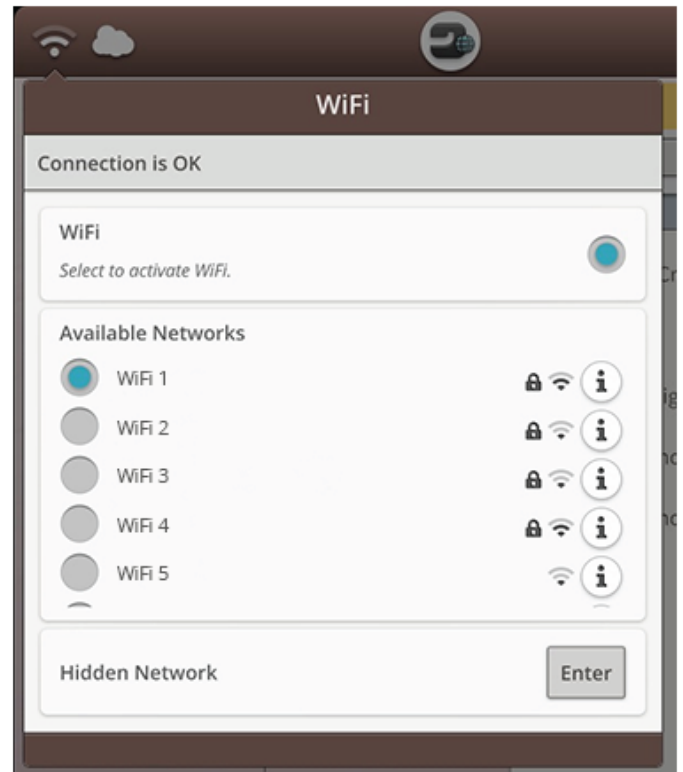 WiFi
Connection is OK
WiFi
Select to activate WiFi.
Available Networks
WiFi 1
WiFi 2
WiFi 3
WiFi 4
WiFi 5
Hidden Network
Enter